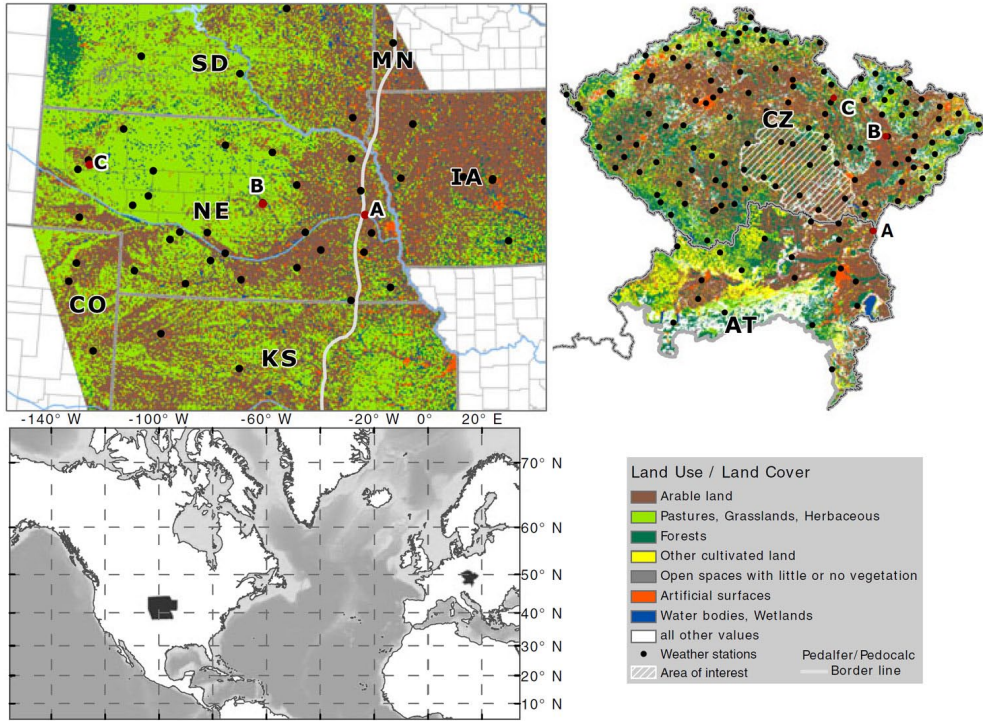 SD
MN
C
B
NE
A
IA
CO
KS
CZ
C
B
A
AT
-140° W
-100° W
-60° W
-20° W
0°
20° E
70° N
60° N
50° N
40° N
30° N
20° N
10° N
Land Use / Land Cover
Arable land
Pastures, Grasslands, Herbaceous
Forests
Other cultivated land
Open spaces with little or no vegetation
Artificial surfaces
Water bodies, Wetlands
all other values
Weather stations
Area of interest
Pedalfer/Pedocalc
Border line